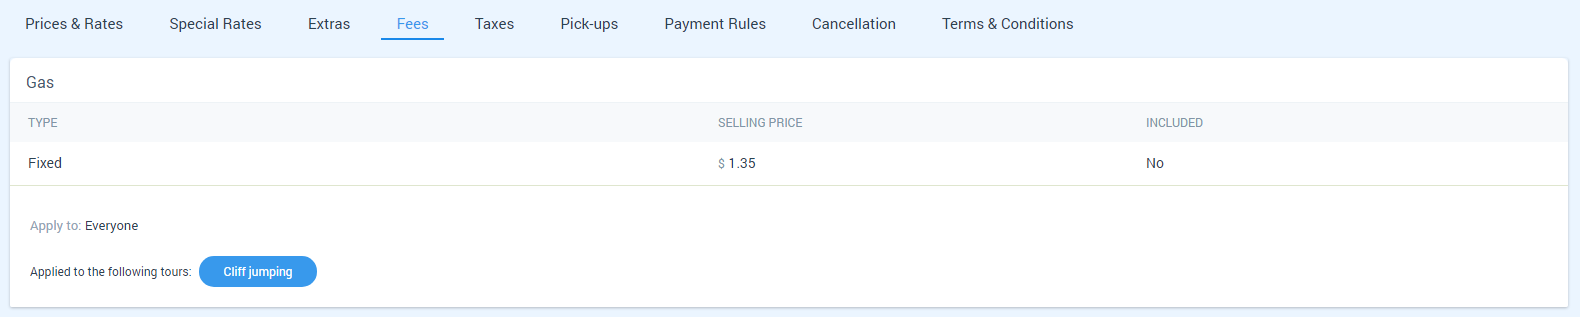 Prices & Rates Special Rates Extras Fees Taxes Pick-ups Payment Rules Cancellation Terms & Conditions
Gas
TYPE SELLING PRICE INCLUDED
Fixed $ 1.35 No
Apply to: Everyone
Applied to the following tours: Cliff jumping